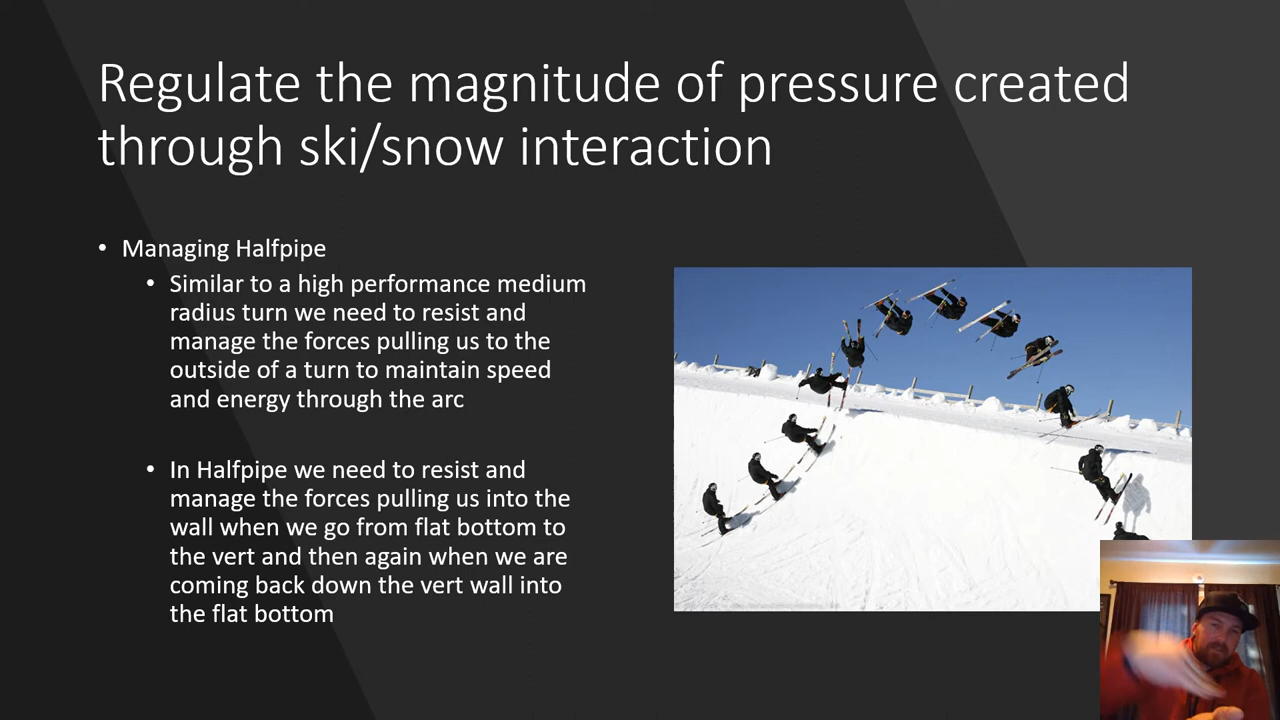 Regulate the magnitude of pressure created
through ski/snow interaction
• Managing Halfpipe
• Similar to a high performance medium
radius turn we need to resist and
manage the forces pulling us to the
outside of a turn to maintain speed
and energy through the arc
• In Halfpipe we need to resist and
manage the forces pulling us into the
wall when we go from flat bottom to
the vert and then again when we are
coming back down the vert wall into
the flat bottom